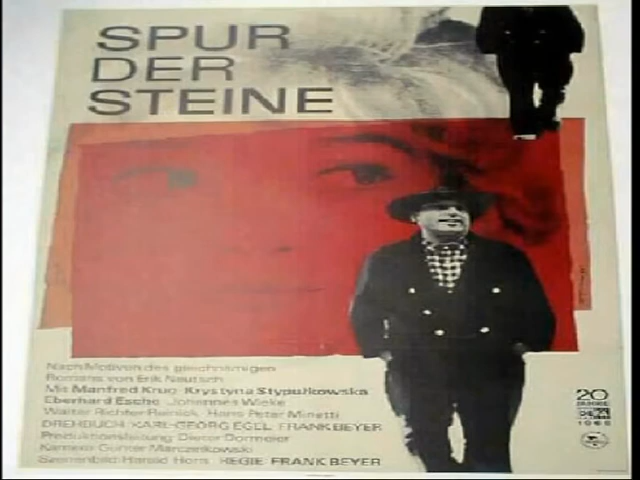 SPUR
DER
STEINE
Nach Motiven des gleichnamigen
Romans von Erik Neutsch
Mit Manfred Krug Krystyna Stypułkowska
Eberhard Esche Johannes Wieke
Walter Richter-Reinick Hans Peter Minetti
DREHBUCH: KARL-GEORG EGEL FRANK BEYER
Produktionsleitung: Dieter Dormeier
Kamera: Günter Marczinkowski
Szenenbild: Harald Horn REGIE: FRANK BEYER
20
JAHRE
DEFA
1966